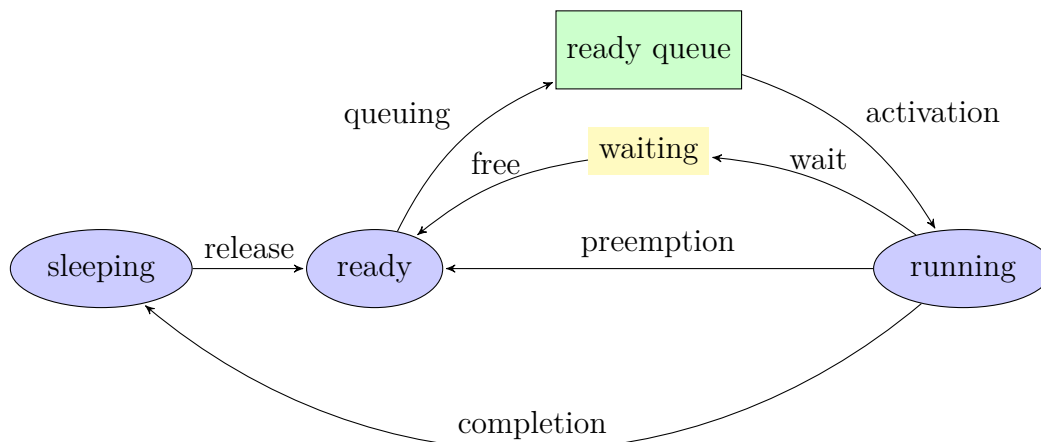 ready queue
queuing
activation
free
waiting
wait
sleeping
release
ready
preemption
running
completion